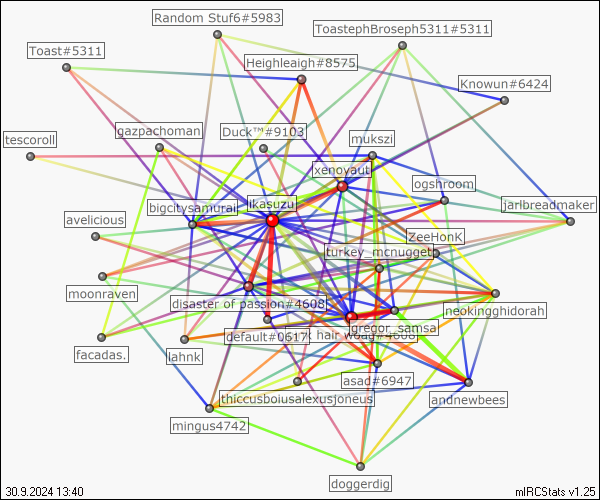 Random Stuf6#5983
ToastephBroseph5311#5311
Toast#5311
Heighleaigh#8575
Knowun#6424
gazpachoman
Duck™#9103
tescoroll
mukszi
xenoyaut
ogshroom
jarlbreadmaker
bigcitysamurai
ikasuzu
avelicious
ZeeHonK
turkey_mcnugget
moonraven
disaster of passion#4608
neokingghidorah
gregor_samsa
default#0617
hair
facadas.
lahnk
asad#6947
thiccusboiusalexusjoneus
andnewbees
mingus4742
doggerdig
30.9.2024 13:40
mIRCStats v1.25